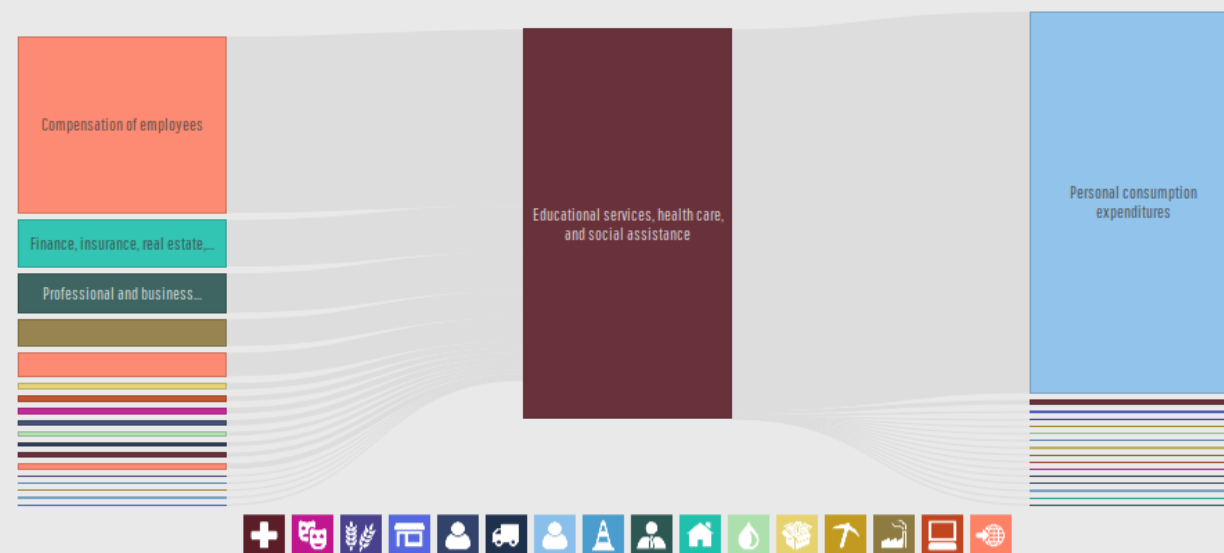 Compensation of employees
Finance, insurance, real estate,...
Professional and business...
Educational services, health care,
and social assistance
Personal consumption
expenditures